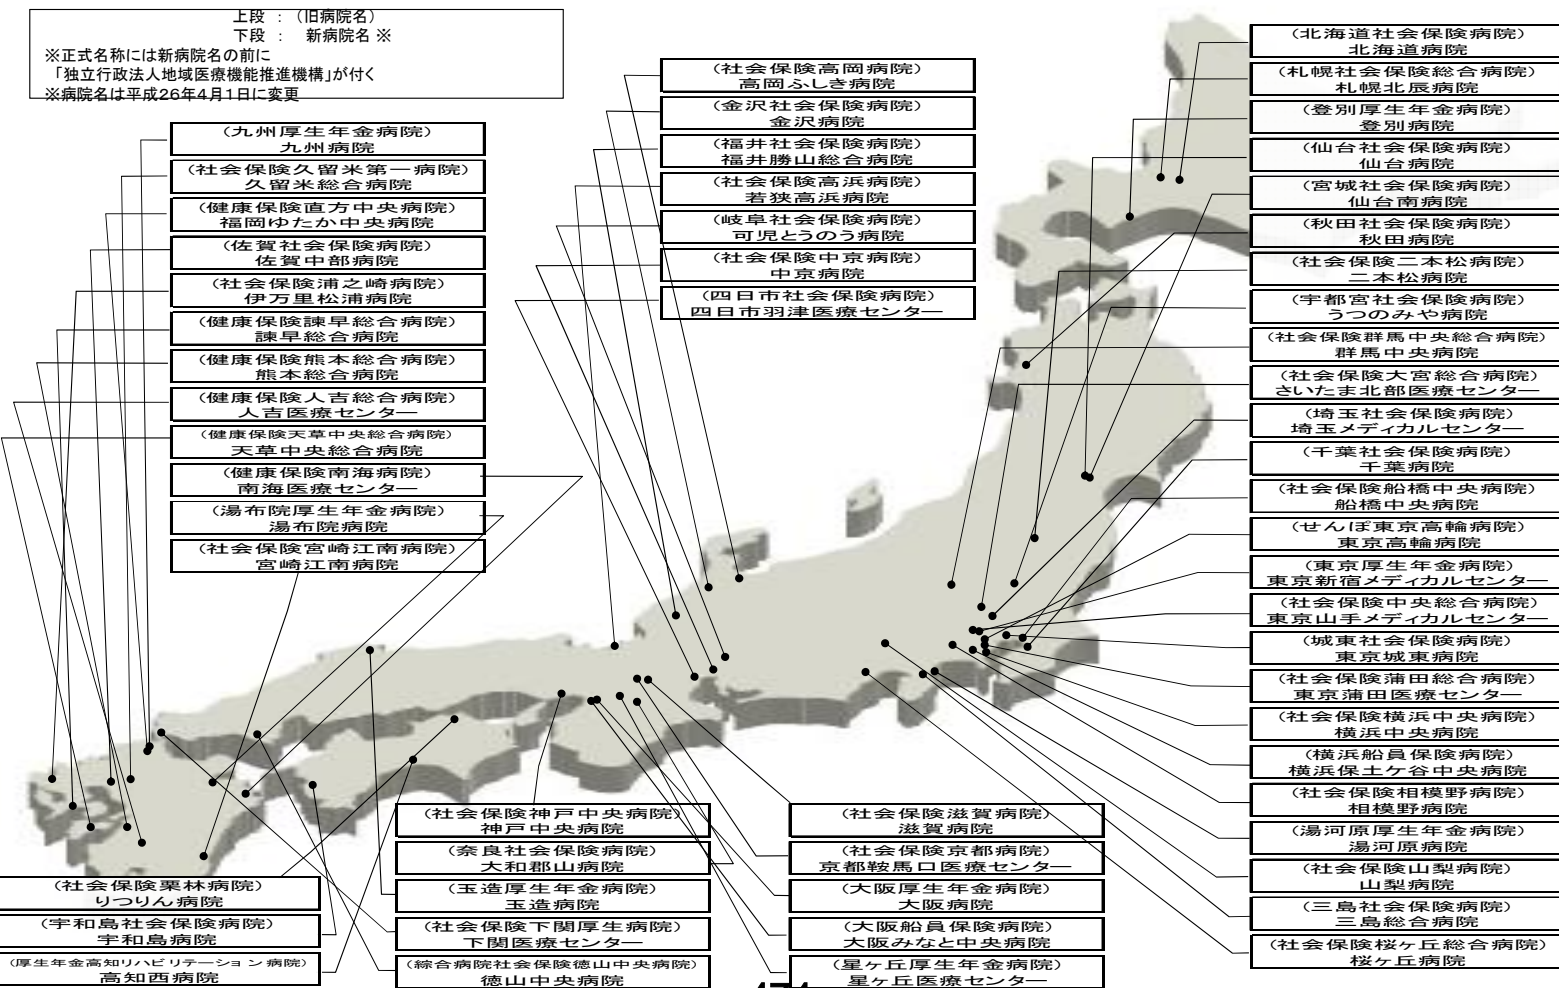 上段 ： （旧病院名）
下段 ： 新病院名 ※
※正式名称には新病院名の前に
「独立行政法人地域医療機能推進機構」が付く
※病院名は平成26年4月1日に変更
（九州厚生年金病院）
九州病院
（社会保険久留米第一病院）
久留米総合病院
（健康保険直方中央病院）
福岡ゆたか中央病院
（佐賀社会保険病院）
佐賀中部病院
（社会保険浦之崎病院）
伊万里松浦病院
（健康保険諫早総合病院）
諫早総合病院
（健康保険熊本総合病院）
熊本総合病院
（健康保険人吉総合病院）
人吉医療センター
（健康保険天草中央総合病院）
天草中央総合病院
（健康保険南海病院）
南海医療センター
（湯布院厚生年金病院）
湯布院病院
（社会保険宮崎江南病院）
宮崎江南病院
（社会保険高岡病院）
高岡ふしき病院
（金沢社会保険病院）
金沢病院
（福井社会保険病院）
福井勝山総合病院
（社会保険高浜病院）
若狭高浜病院
（岐阜社会保険病院）
可児とうのう病院
（社会保険中京病院）
中京病院
（四日市社会保険病院）
四日市羽津医療センター
（北海道社会保険病院）
北海道病院
（札幌社会保険総合病院）
札幌北辰病院
（登別厚生年金病院）
登別病院
（仙台社会保険病院）
仙台病院
（宮城社会保険病院）
仙台南病院
（秋田社会保険病院）
秋田病院
（社会保険二本松病院）
二本松病院
（宇都宮社会保険病院）
うつのみや病院
（社会保険群馬中央総合病院）
群馬中央病院
（社会保険大宮総合病院）
さいたま北部医療センター
（埼玉社会保険病院）
埼玉メディカルセンター
（千葉社会保険病院）
千葉病院
（社会保険船橋中央病院）
船橋中央病院
（せんぽ東京高輪病院）
東京高輪病院
（東京厚生年金病院）
東京新宿メディカルセンター
（社会保険中央総合病院）
東京山手メディカルセンター
（城東社会保険病院）
東京城東病院
（社会保険蒲田総合病院）
東京蒲田医療センター
（社会保険横浜中央病院）
横浜中央病院
（横浜船員保険病院）
横浜保土ケ谷中央病院
（社会保険相模野病院）
相模野病院
（湯河原厚生年金病院）
湯河原病院
（社会保険山梨病院）
山梨病院
（三島社会保険病院）
三島総合病院
（社会保険桜ヶ丘総合病院）
桜ヶ丘病院
（社会保険栗林病院）
りつりん病院
（宇和島社会保険病院）
宇和島病院
（厚生年金高知リハビリテーション病院）
高知西病院
（社会保険神戸中央病院）
神戸中央病院
（奈良社会保険病院）
大和郡山病院
（玉造厚生年金病院）
玉造病院
（社会保険下関厚生病院）
下関医療センター
（綜合病院社会保険徳山中央病院）
徳山中央病院
（社会保険滋賀病院）
滋賀病院
（社会保険京都病院）
京都鞍馬口医療センター
（大阪厚生年金病院）
大阪病院
（大阪船員保険病院）
大阪みなと中央病院
（星ヶ丘厚生年金病院）
星ヶ丘医療センター